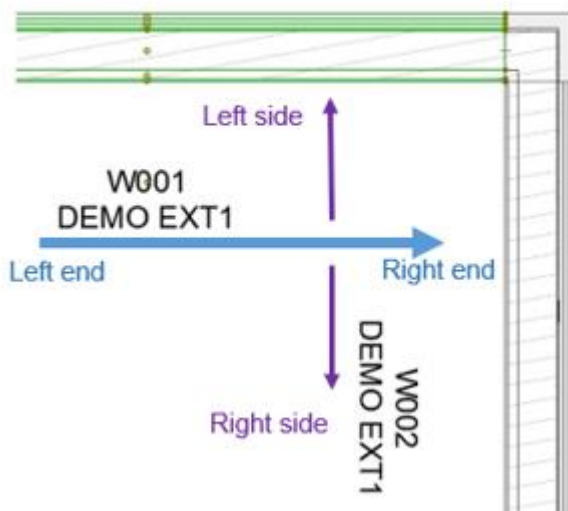 Left side
W001
DEMO EXT1
Left end
Right end
Right side
W002
DEMO EXT1